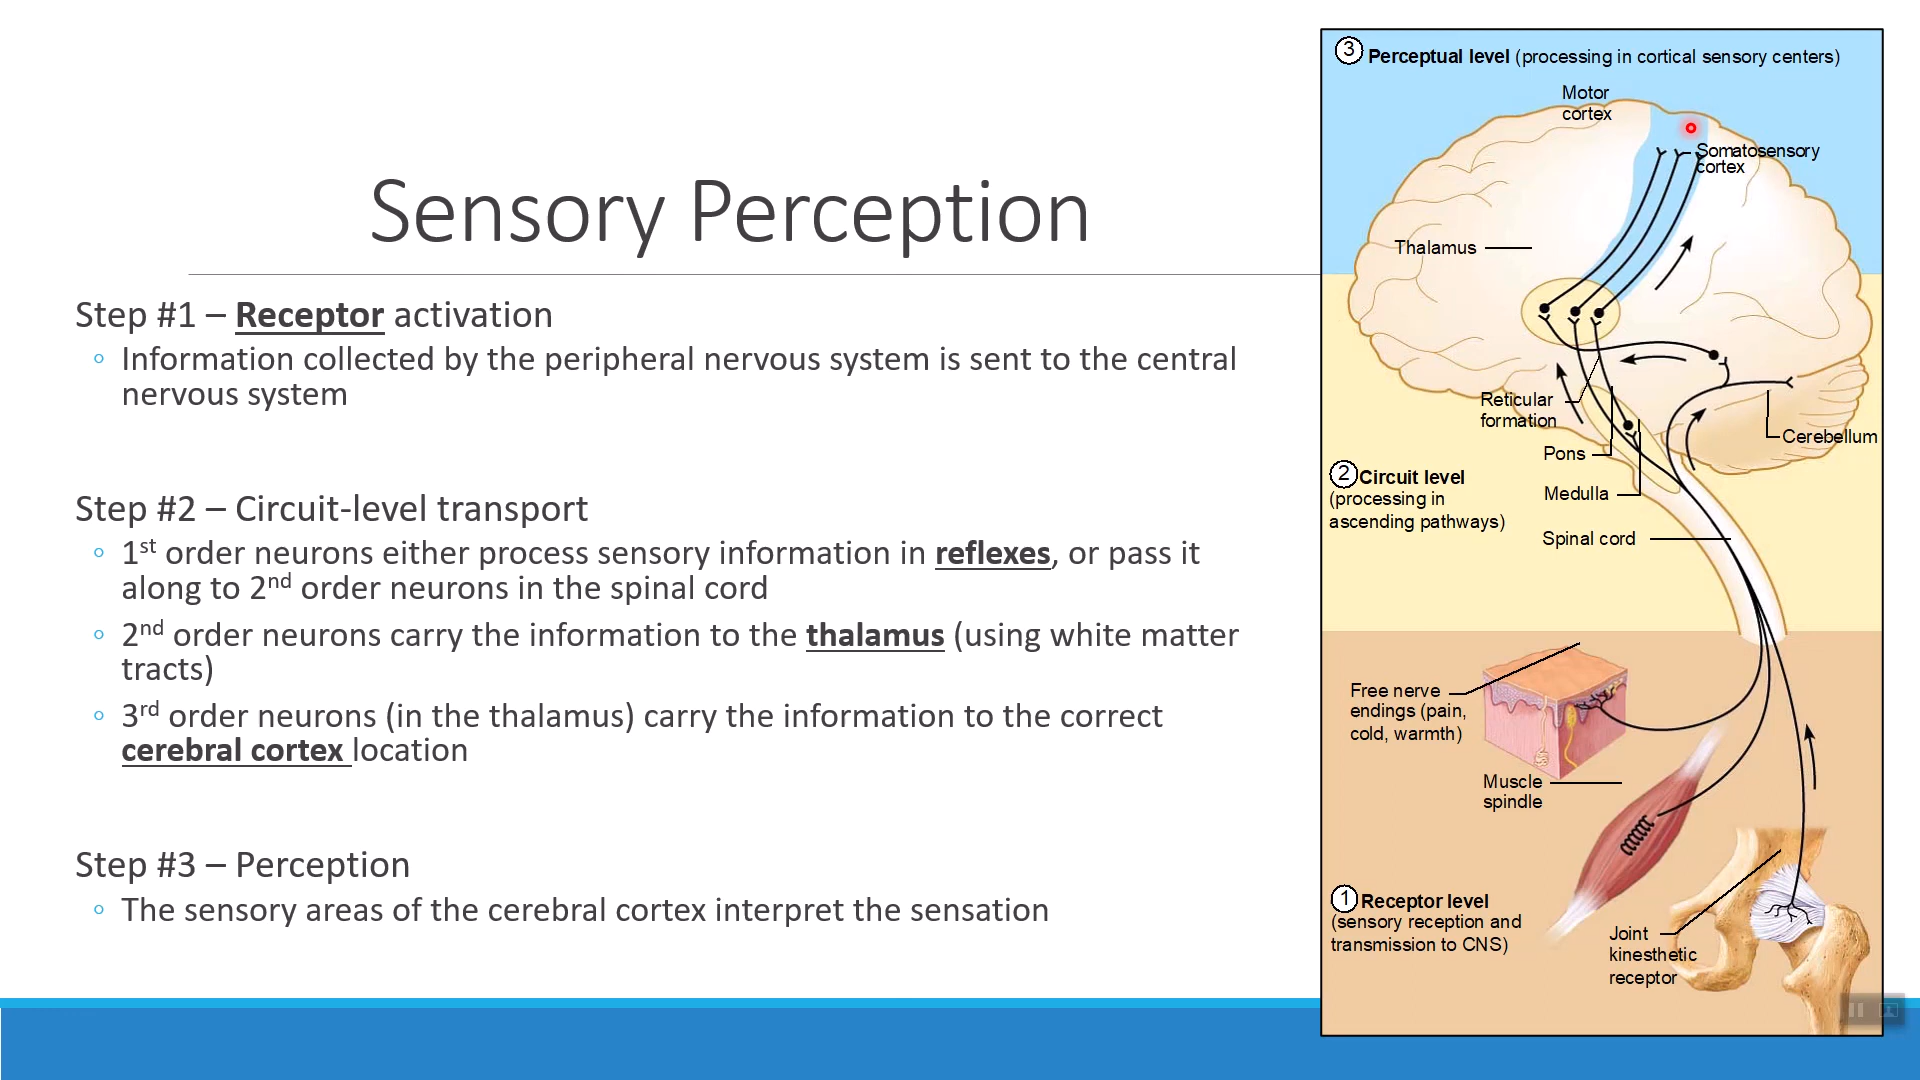 Sensory Perception
Step #1 – Receptor activation
◦ Information collected by the peripheral nervous system is sent to the central
nervous system
Step #2 – Circuit-level transport
◦ 1st order neurons either process sensory information in reflexes, or pass it
along to 2nd order neurons in the spinal cord
◦ 2nd order neurons carry the information to the thalamus (using white matter
tracts)
◦ 3rd order neurons (in the thalamus) carry the information to the correct
cerebral cortex location
Step #3 – Perception
◦ The sensory areas of the cerebral cortex interpret the sensation
3 Perceptual level (processing in cortical sensory centers)
Motor
cortex
Somatosensory
cortex
Thalamus
Reticular
formation
Cerebellum
Pons
2 Circuit level
(processing in
ascending pathways)
Medulla
Spinal cord
Free nerve
endings (pain,
cold, warmth)
Muscle
spindle
1 Receptor level
(sensory reception and
transmission to CNS)
Joint
kinesthetic
receptor